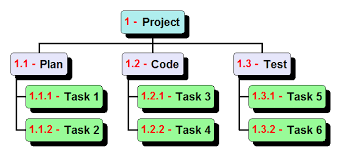 1 - Project
1.1 - Plan
1.2 - Code
1.3 - Test
1.1.1 - Task 1
1.2.1 - Task 3
1.3.1 - Task 5
1.1.2 - Task 2
1.2.2 - Task 4
1.3.2 - Task 6